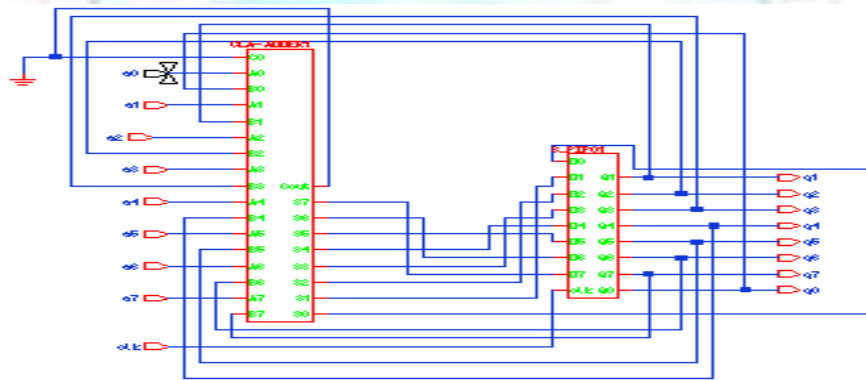 CLA-ADDER1
C0
a0 A0
B0
a1 A1
B1
a2 A2
B2
a3 A3
B3 Cout
a4 A4 S7
B4 S6
a5 A5 S5
B5 S4
a6 A6 S3
B6 S2
a7 A7 S1
B7 S0
clk
D0
D1 Q1 q1
D2 Q2 q2
D3 Q3 q3
D4 Q4 q4
D5 Q5 q5
D6 Q6 q6
D7 Q7 q7
clk Q0 q0